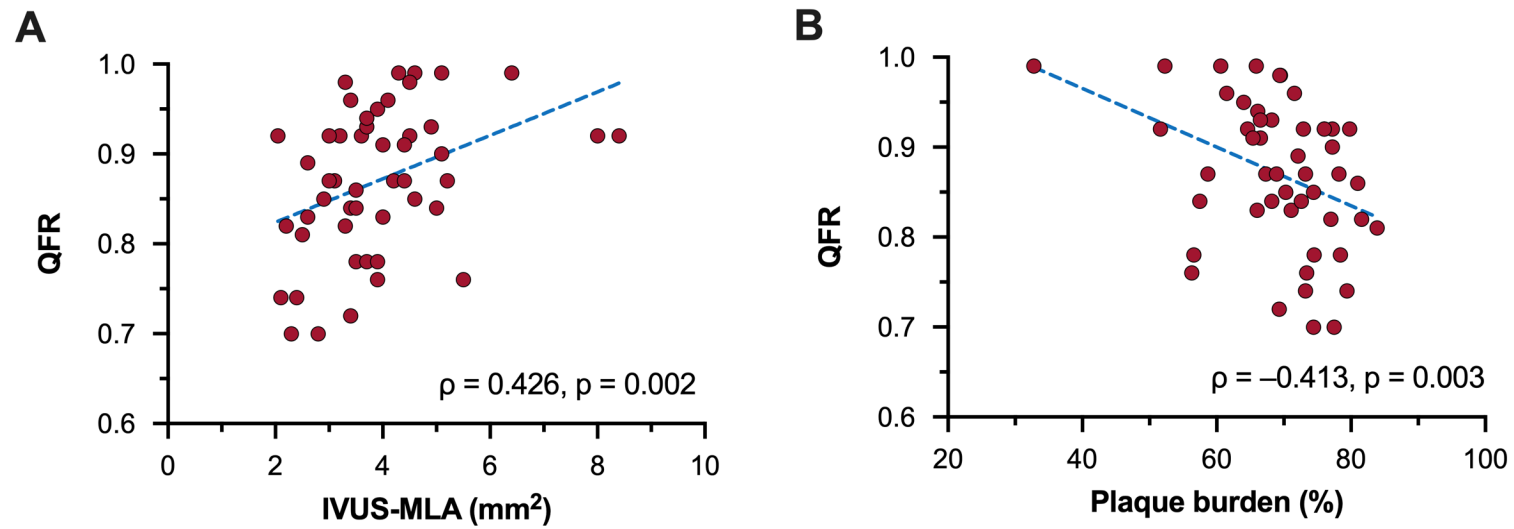 A
QFR
1.0
0.9
0.8
0.7
0.6
ρ = 0.426, p = 0.002
0 2 4 6 8 10
IVUS-MLA (mm²)
B
QFR
1.0
0.9
0.8
0.7
0.6
ρ = –0.413, p = 0.003
20 40 60 80 100
Plaque burden (%)